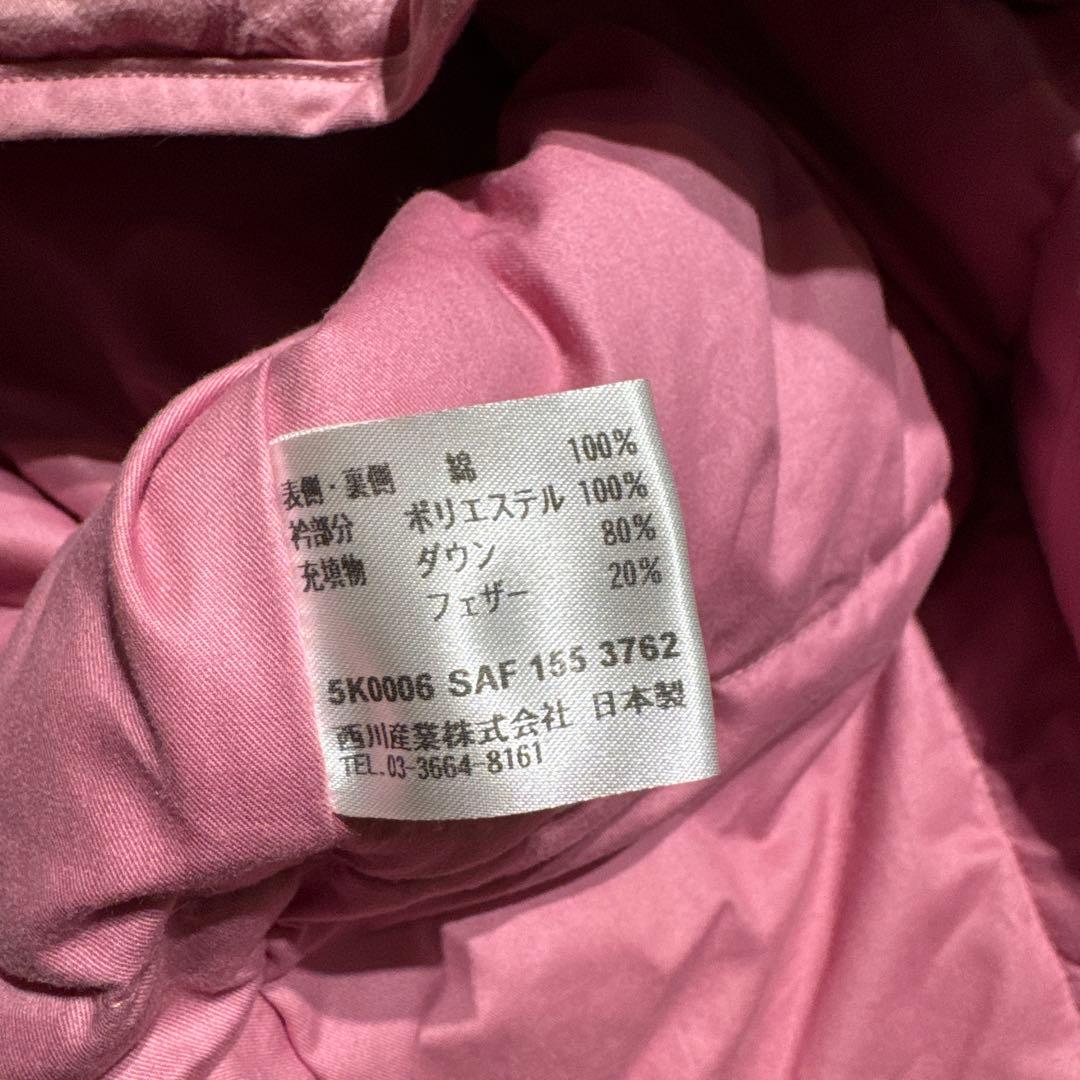 表側・裏側 綿 100%
衿部分 ポリエステル 100%
充填物 ダウン 80%
フェザー 20%
5K0006 SAF 155 3762
西川産業株式会社 日本製
TEL.03-3664-8161